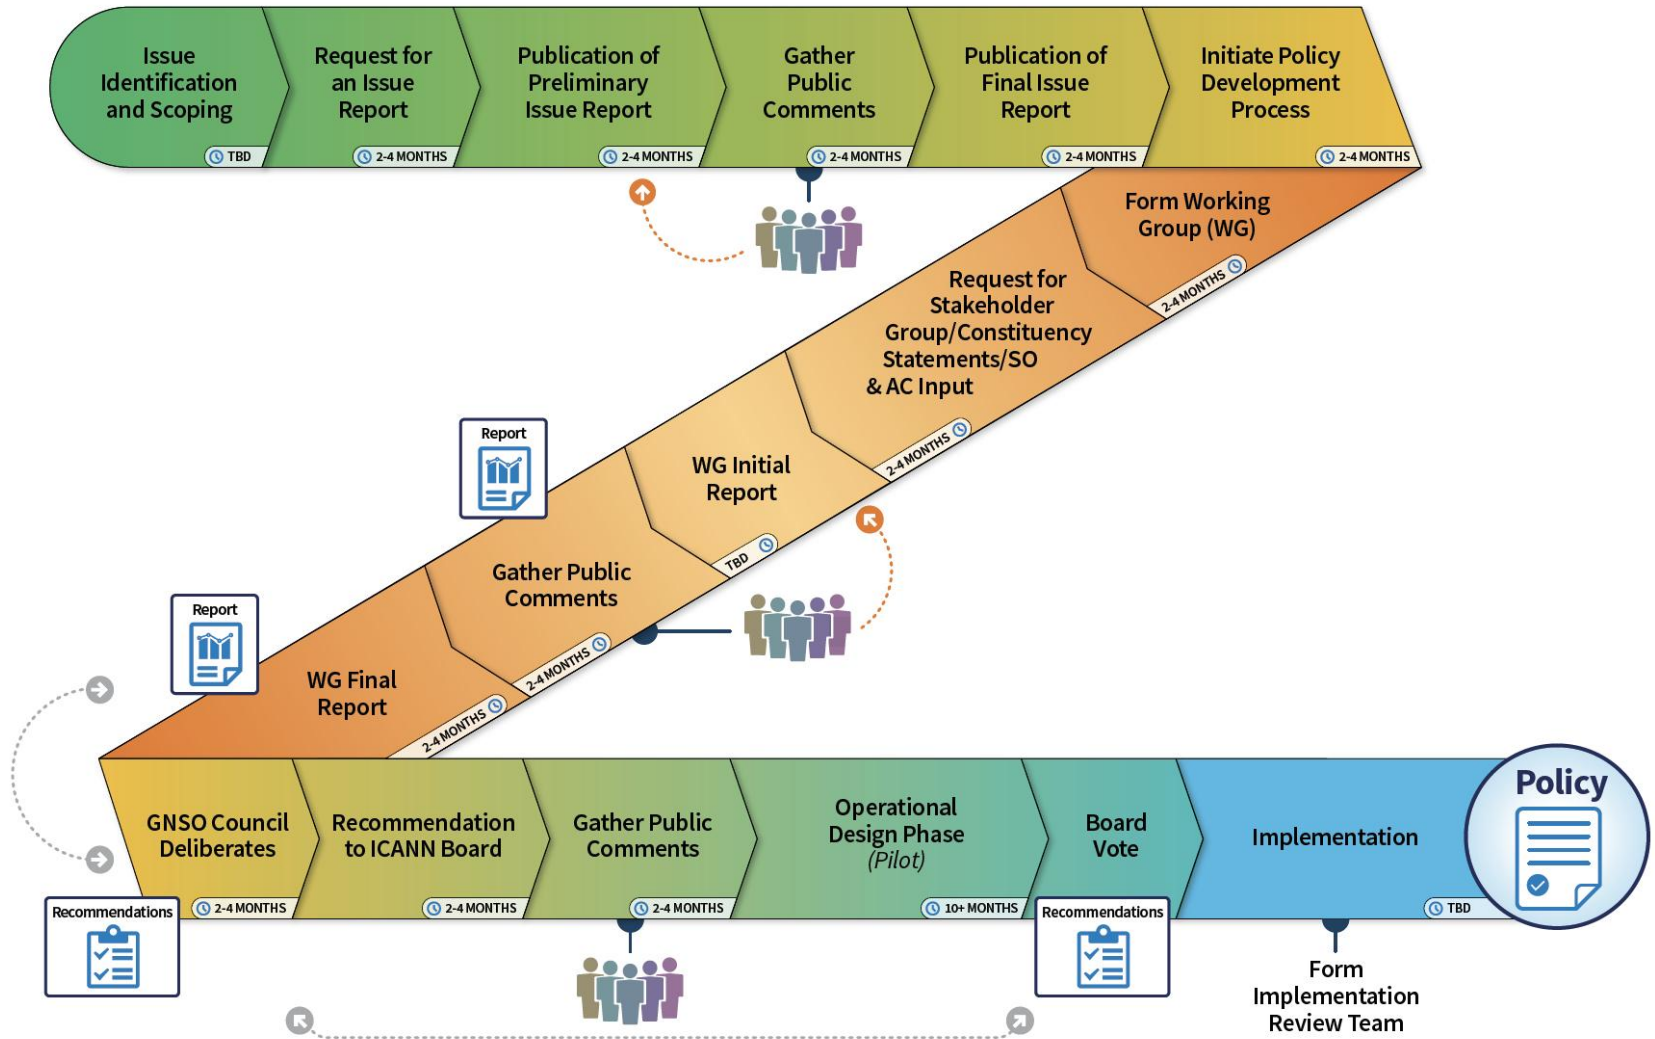 Issue
Identification
and Scoping
TBD
Request for
an Issue
Report
2-4 MONTHS
Publication of
Preliminary
Issue Report
2-4 MONTHS
Gather
Public
Comments
2-4 MONTHS
Publication of
Final Issue
Report
2-4 MONTHS
Initiate Policy
Development
Process
2-4 MONTHS
Form Working
Group (WG)
2-4 MONTHS
Request for
Stakeholder
Group/Constituency
Statements/SO
& AC Input
2-4 MONTHS
WG Initial
Report
TBD
Report
Gather Public
Comments
2-4 MONTHS
Report
WG Final
Report
2-4 MONTHS
GNSO Council
Deliberates
2-4 MONTHS
Recommendations
Recommendation
to ICANN Board
2-4 MONTHS
Gather Public
Comments
2-4 MONTHS
Operational
Design Phase
(Pilot)
10+ MONTHS
Board
Vote
Recommendations
Implementation
TBD
Form
Implementation
Review Team
Policy